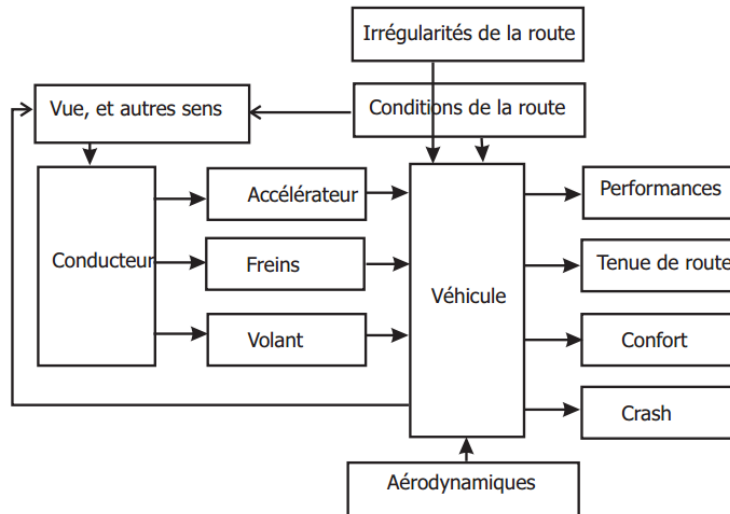 Irrégularités de la route
Vue, et autres sens
Conditions de la route
Conducteur
Accélérateur
Freins
Volant
Véhicule
Performances
Tenue de route
Confort
Crash
Aérodynamiques